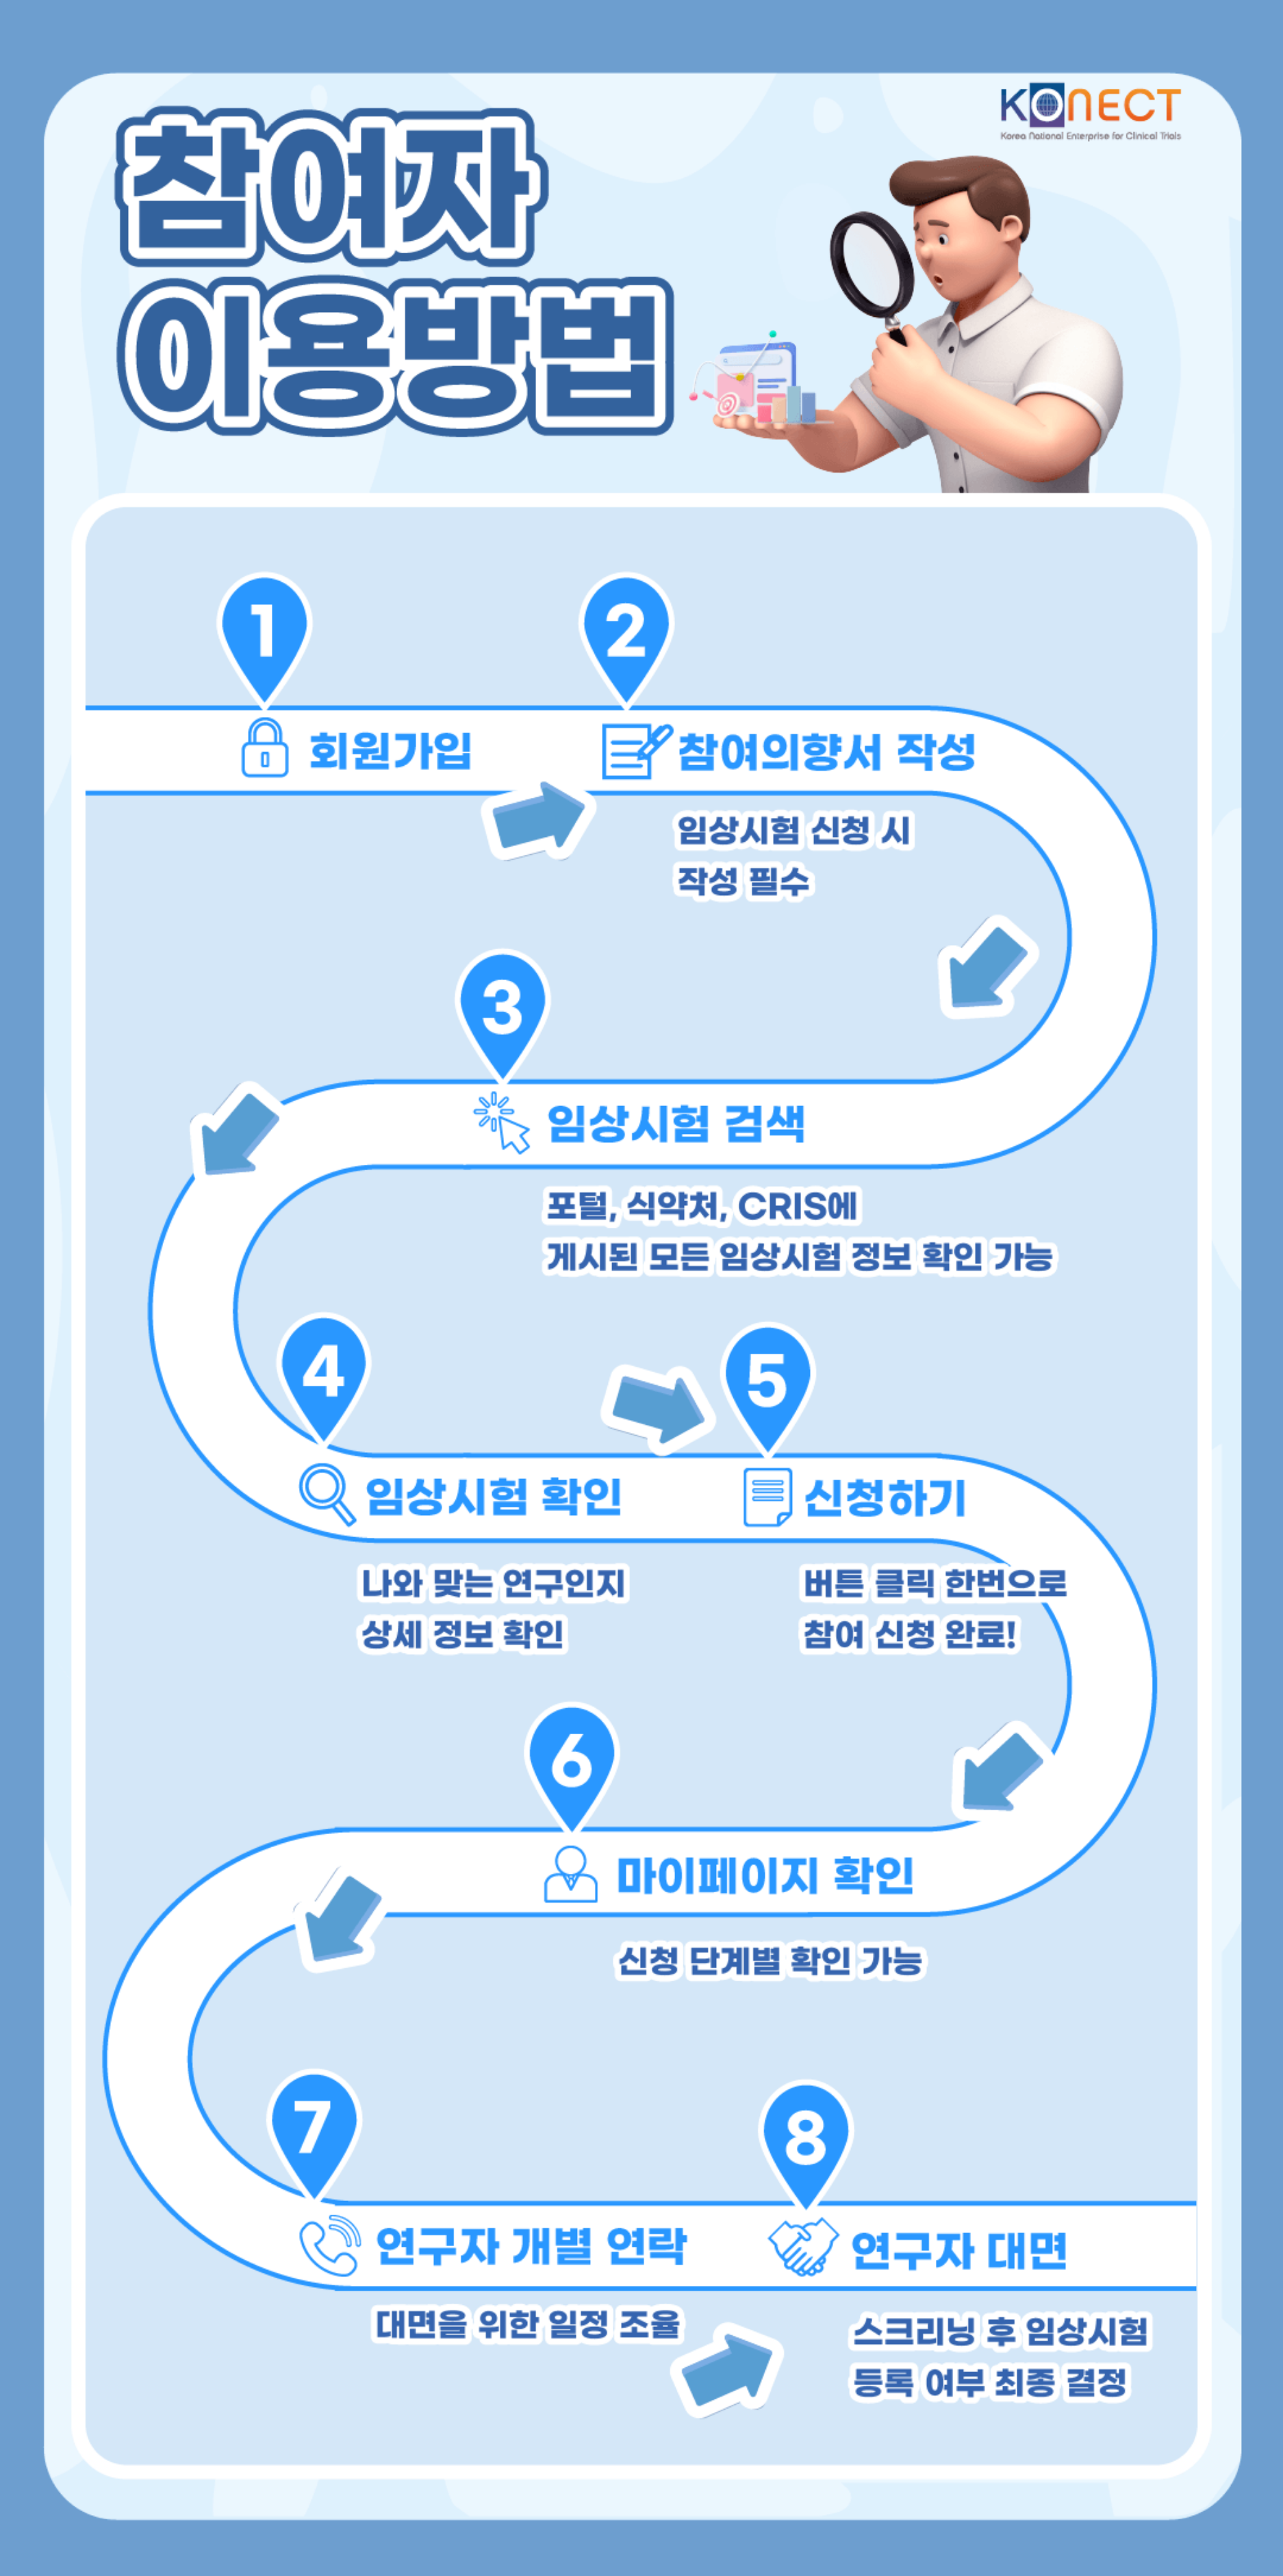 KONECT
Korea National Enterprise for Clinical Trials
참여자
이용방법
1
회원가입
2
참여의향서 작성
임상시험 신청 시
작성 필수
3
임상시험 검색
포털, 식약처, CRIS에
게시된 모든 임상시험 정보 확인 가능
4
임상시험 확인
나와 맞는 연구인지
상세 정보 확인
5
신청하기
버튼 클릭 한번으로
참여 신청 완료!
6
마이페이지 확인
신청 단계별 확인 가능
7
연구자 개별 연락
대면을 위한 일정 조율
8
연구자 대면
스크리닝 후 임상시험
등록 여부 최종 결정